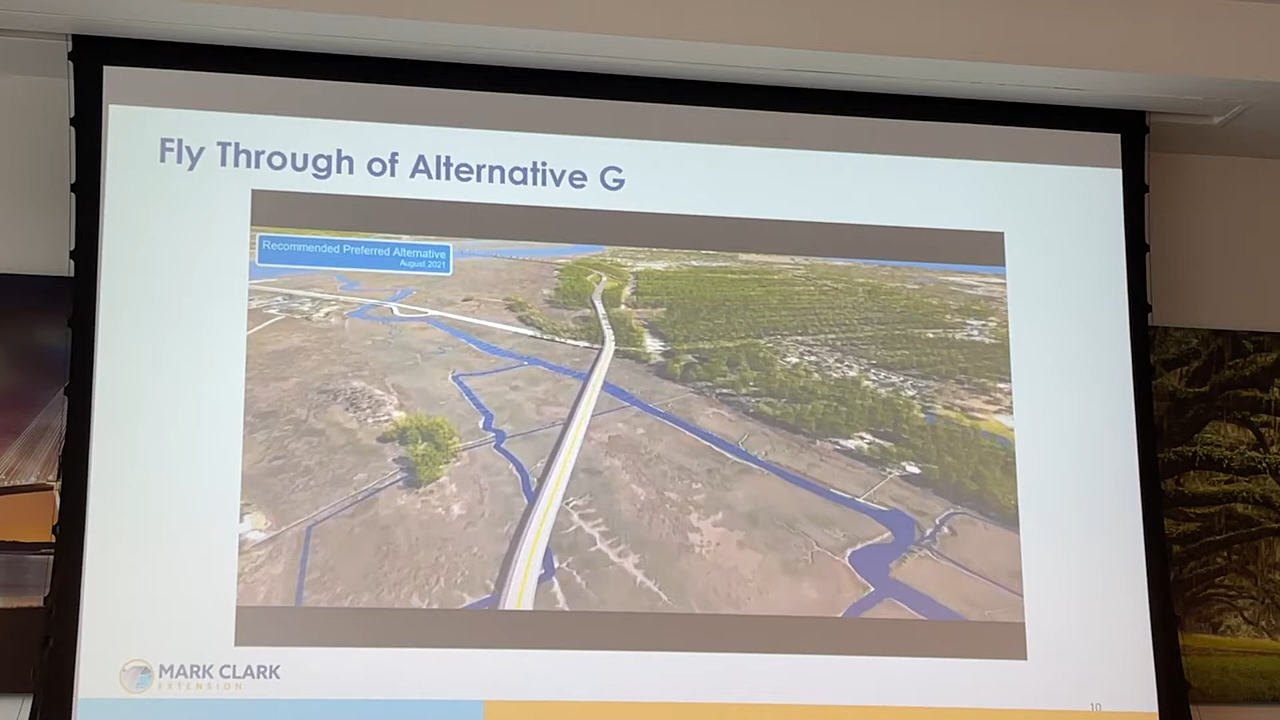 Fly Through of Alternative G
Recommended Preferred Alternative
August 2021
MARK CLARK
EXTENSION
10